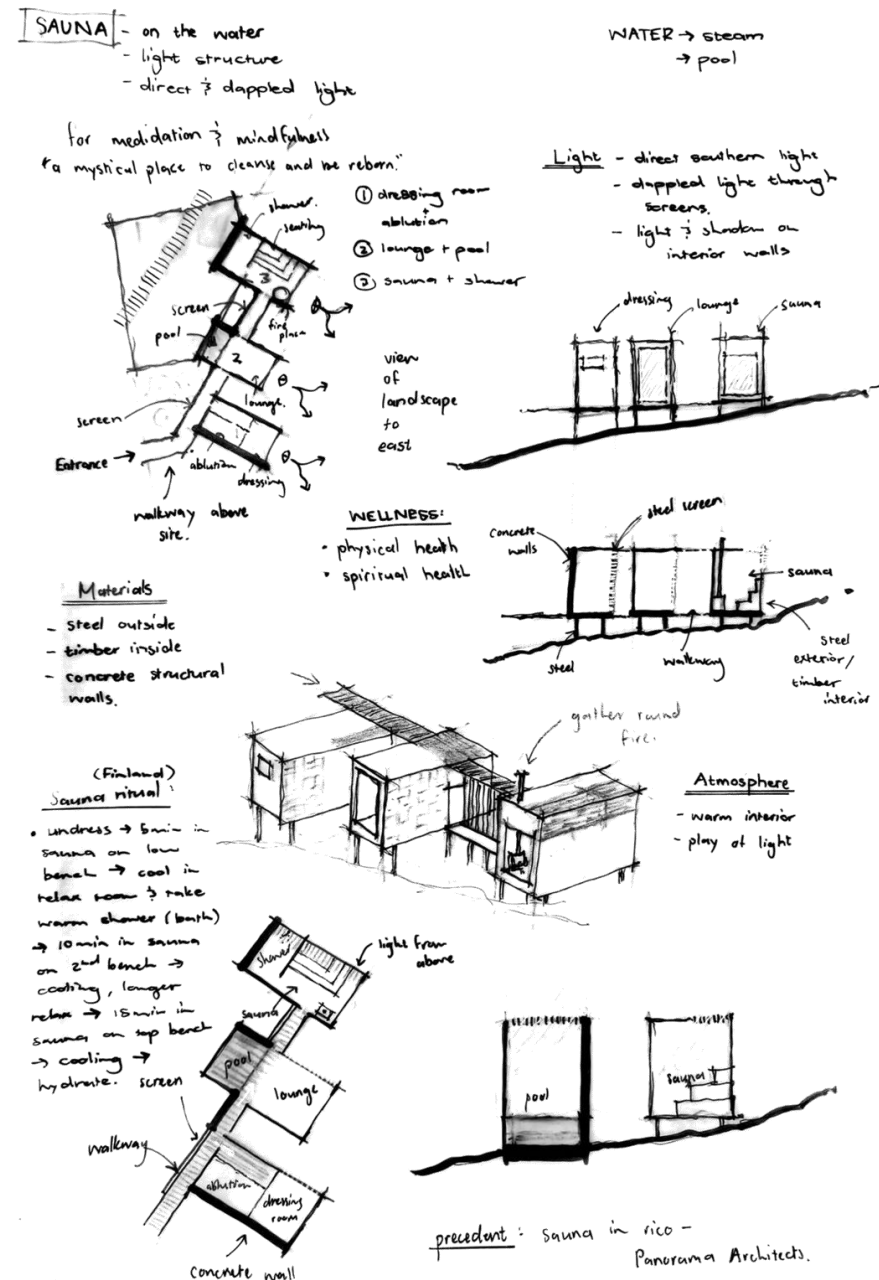 SAUNA
- on the water
- light structure
- direct & dappled light
WATER → steam
→ pool
for medidation & mindfulness
"a mystical place to cleanse and be reborn."
Light - direct southern light
- dappled light through
screens.
- light & shadow on
interior walls
① dressing room
+
ablution
③ lounge + pool
② sauna + shower
shower.
seating
3
screen
fire
place
pool
2
lounge.
screen
Entrance →
ablution
dressing
walkway above
site.
view
of
landscape
to
east
dressing
lounge
sauna
WELLNESS:
• physical health
• spiritual health
steel screen
concrete
walls
sauna
steel
walkway
steel
exterior/
timber
interior
Materials
- steel outside
- timber inside
- concrete structural
walls.
gather round
fire.
Atmosphere
- warm interior
- play of light
(Finland)
Sauna ritual:
• undress → 5min in
sauna on low
bench → cool in
relax room & take
warm shower (bath)
→ 10min in sauna
on 2nd bench →
cooling, longer
relax → 15min in
sauna on top bench
→ cooling →
hydrate.
screen
shower
light from
above
sauna
pool
lounge
walkway
ablution
dressing
room
concrete wall
pool
sauna
precedent: sauna in rico -
Panorama Architects.